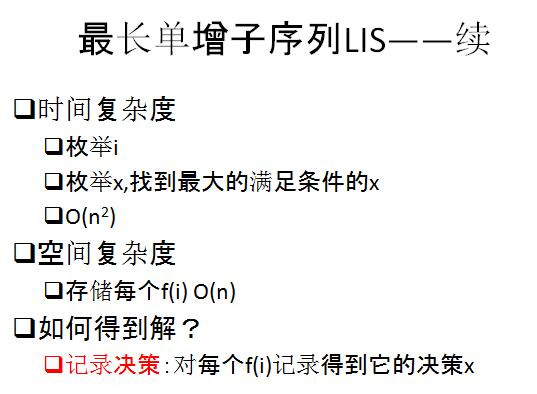 最长单增子序列LIS——续
❑时间复杂度
❑枚举i
❑枚举x,找到最大的满足条件的x
❑O(n²)
❑空间复杂度
❑存储每个f(i) O(n)
❑如何得到解？
❑记录决策：对每个f(i)记录得到它的决策x